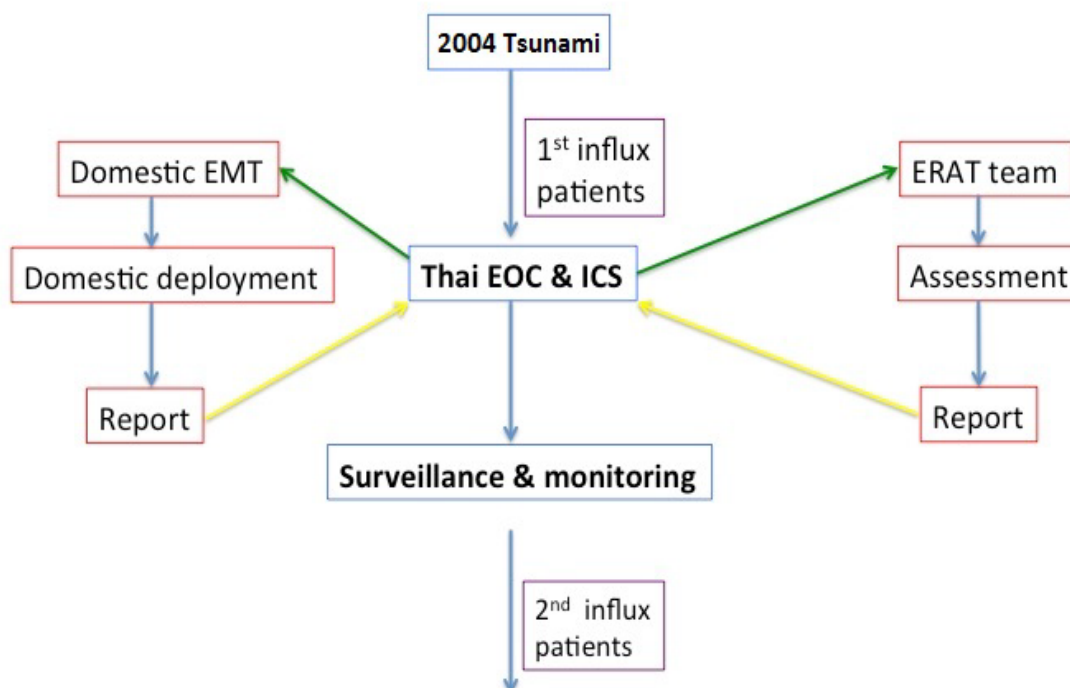 2004 Tsunami
1st influx
patients
Domestic EMT
ERAT team
Domestic deployment
Thai EOC & ICS
Assessment
Report
Report
Surveillance & monitoring
2nd influx
patients